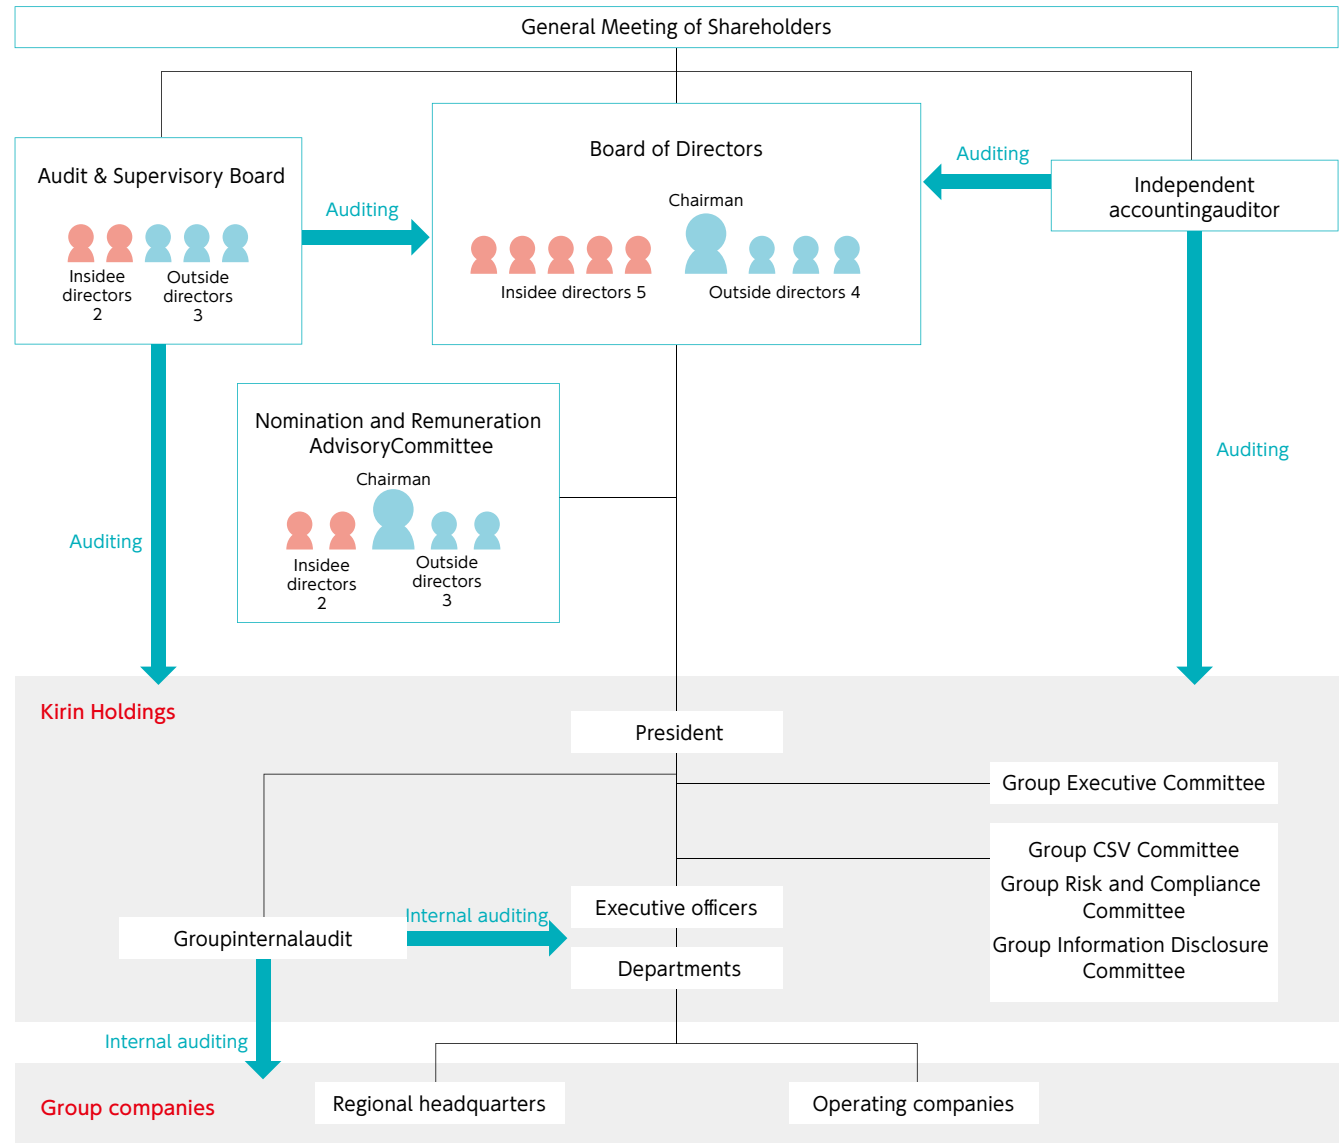 General Meeting of Shareholders
Audit & Supervisory Board
Insidee
directors
2
Outside
directors
3
Auditing
Board of Directors
Chairman
Insidee directors 5
Outside directors 4
Auditing
Independent
accountingauditor
Nomination and Remuneration
AdvisoryCommittee
Chairman
Insidee
directors
2
Outside
directors
3
Auditing
Auditing
Kirin Holdings
President
Group Executive Committee
Group CSV Committee
Group Risk and Compliance
Committee
Group Information Disclosure
Committee
Executive officers
Internal auditing
Groupinternalaudit
Departments
Internal auditing
Group companies
Regional headquarters
Operating companies